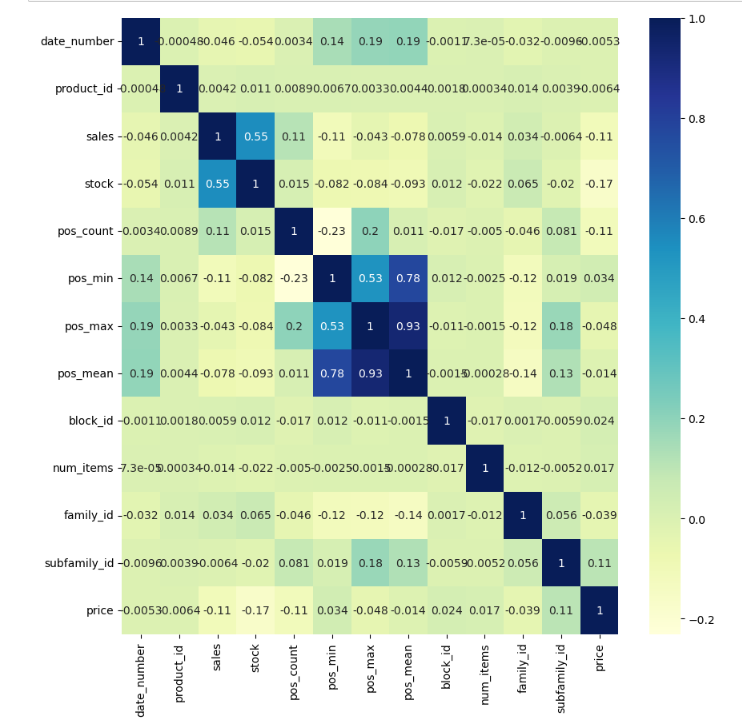 1.0
date_number 1 0.00048 -0.046 -0.054 0.0034 0.14 0.19 0.19 -0.0011 7.3e-05 -0.032 -0.0096 -0.0053
product_id 1 0.0042 0.011 0.0089 0.0067 0.0033 0.0044 0.0018 0.00034 0.014 0.0039 -0.0064
0.8
sales -0.046 0.0042 1 0.55 0.11 -0.11 -0.043 -0.078 0.0059 -0.014 0.034 -0.0064 -0.11
stock -0.054 0.011 0.55 1 0.015 -0.082 -0.084 -0.093 0.012 -0.022 0.065 -0.02 -0.17
0.6
pos_count 0.0034 0.0089 0.11 0.015 1 -0.23 0.2 0.011 -0.017 -0.005 -0.046 0.081 -0.11
pos_min 0.14 0.0067 -0.11 -0.082 -0.23 1 0.53 0.78 0.012 -0.0025 -0.12 0.019 0.034
0.4
pos_max 0.19 0.0033 -0.043 -0.084 0.2 0.53 1 0.93 -0.011 -0.0015 -0.12 0.18 -0.048
pos_mean 0.19 0.0044 -0.078 -0.093 0.011 0.78 0.93 1 -0.0015 -0.00028 -0.14 0.13 -0.014
0.2
block_id -0.0011 0.0018 0.0059 0.012 -0.017 0.012 -0.011 -0.0015 1 -0.017 0.0017 -0.0059 0.024
num_items 7.3e-05 0.00034 -0.014 -0.022 -0.005 -0.0025 -0.0015 -0.00028 -0.017 1 -0.012 -0.0052 0.017
0.0
family_id -0.032 0.014 0.034 0.065 -0.046 -0.12 -0.12 -0.14 0.0017 -0.012 1 0.056 -0.039
subfamily_id -0.0096 0.0039 -0.0064 -0.02 0.081 0.019 0.18 0.13 -0.0059 -0.0052 0.056 1 0.11
price -0.0053 -0.0064 -0.11 -0.17 -0.11 0.034 -0.048 -0.014 0.024 0.017 -0.039 0.11 1
−0.2
date_number product_id sales stock pos_count pos_min pos_max pos_mean block_id num_items family_id subfamily_id price